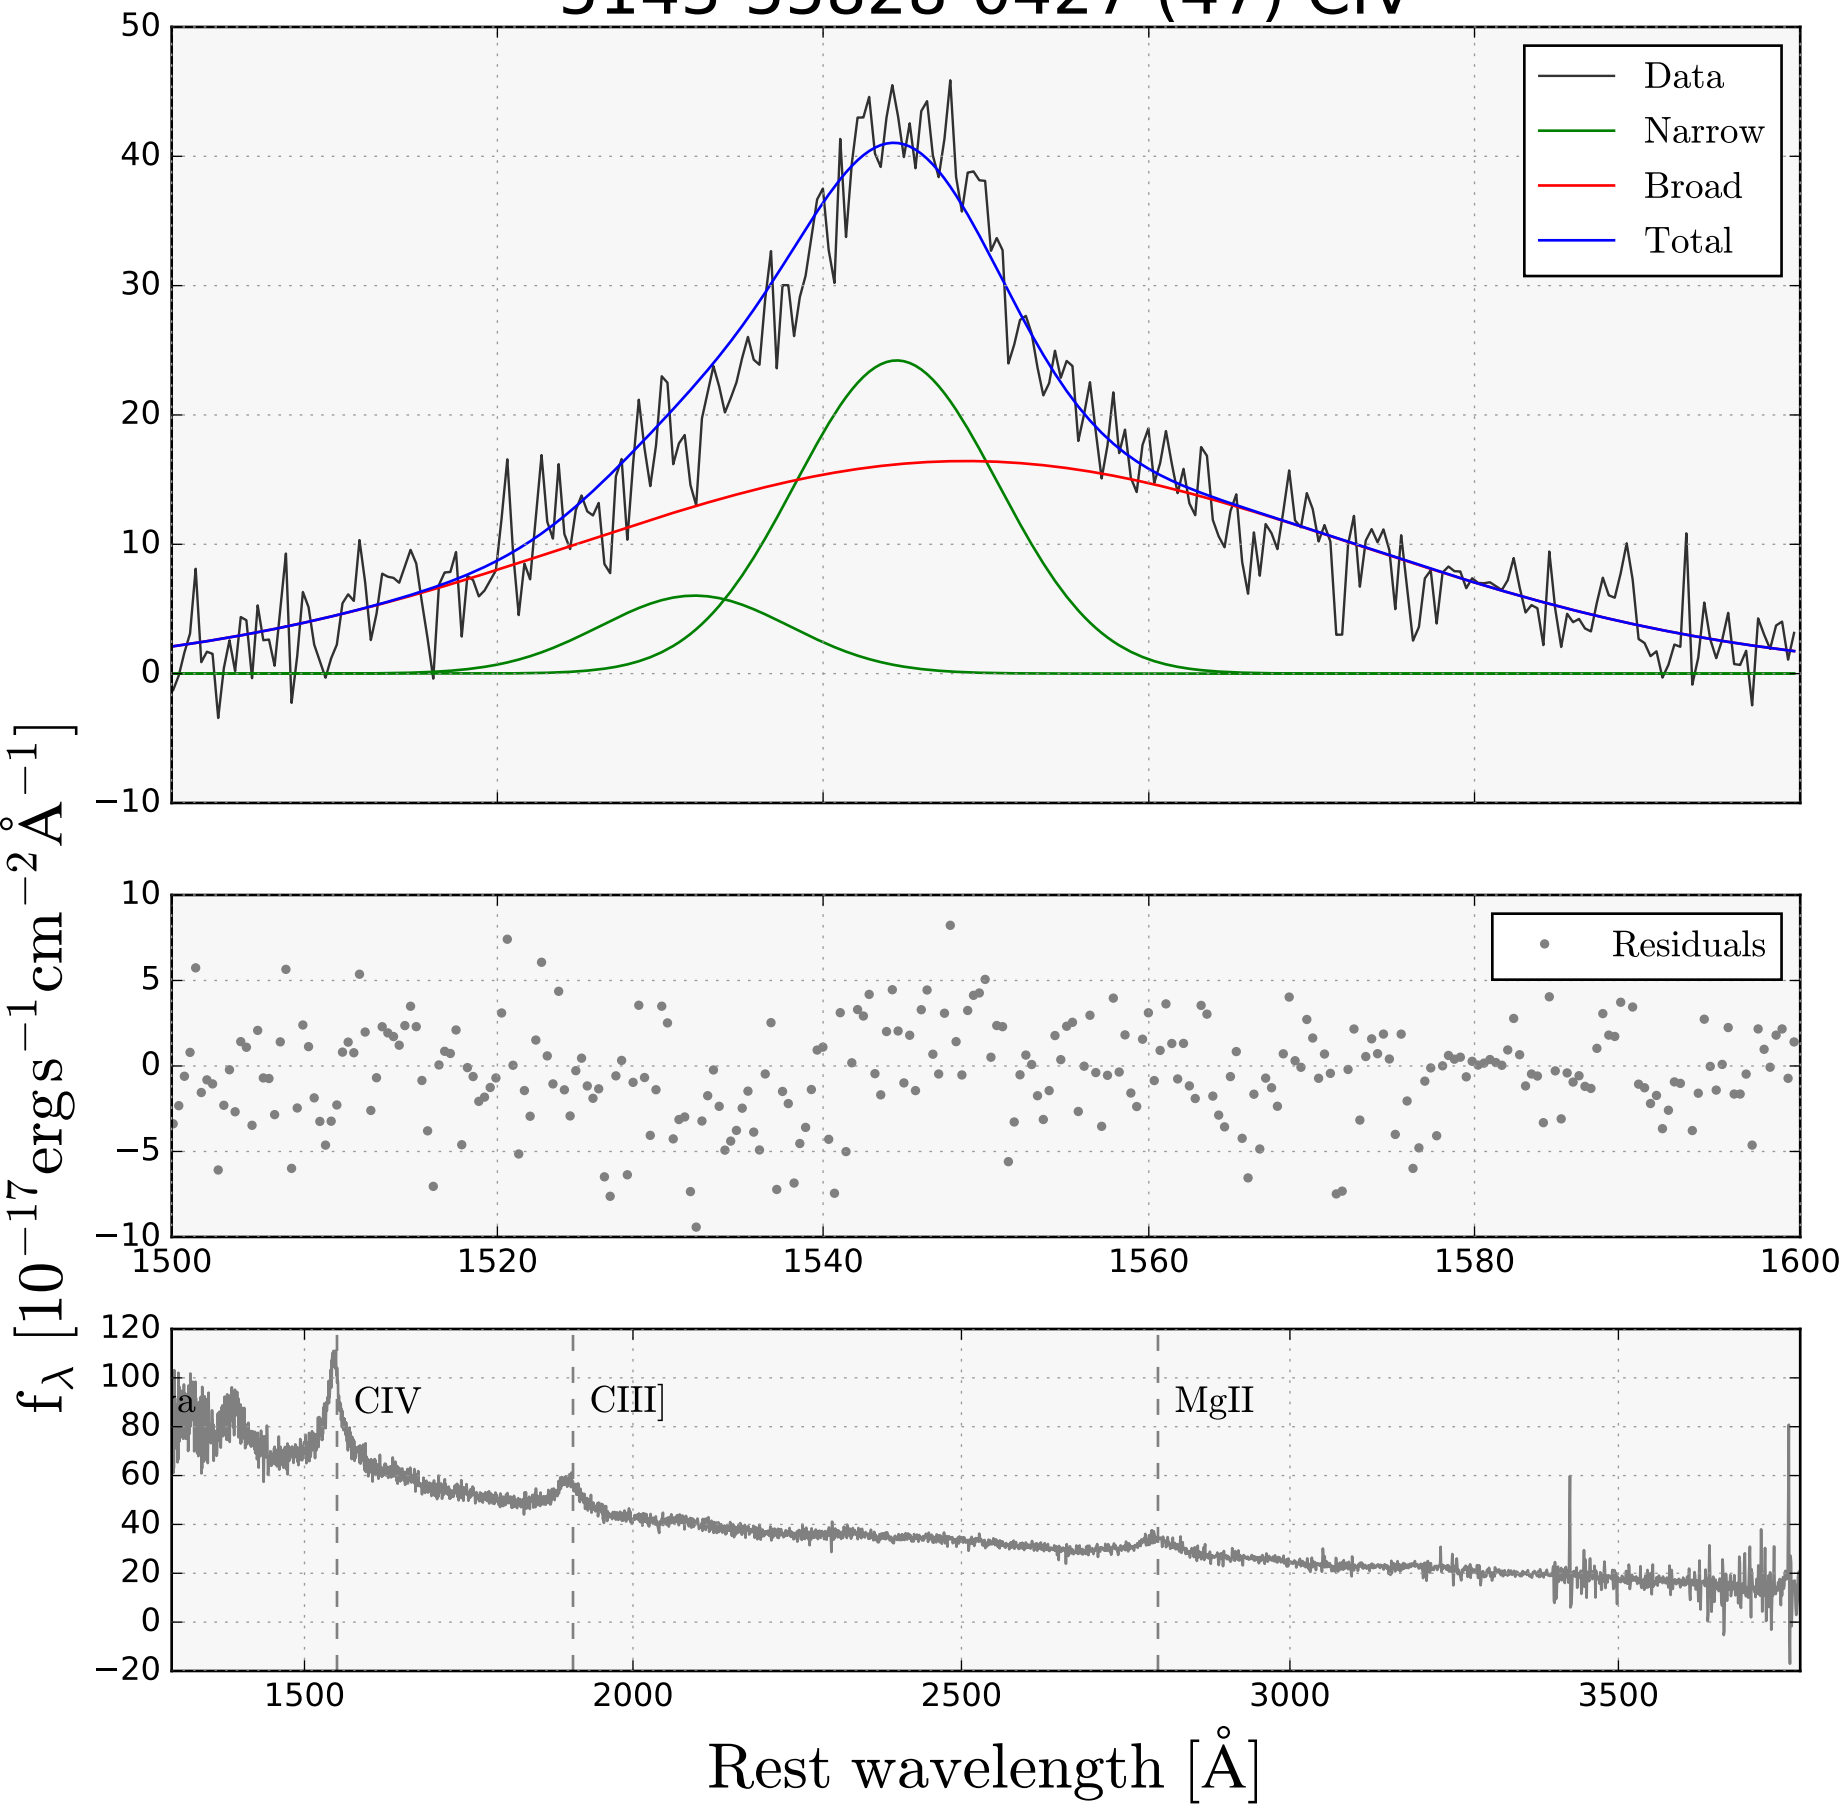 (47) CIV
50
40
30
20
10
0
−10
Data
Narrow
Broad
Total
10
5
0
−5
−10
Residuals
1500 1520 1540 1560 1580 1600
f_λ [10^−17 ergs^−1 cm^−2 Å^−1]
120
100
80
60
40
20
0
−20
a
CIV
CIII]
MgII
1500 2000 2500 3000 3500
Rest wavelength [Å]